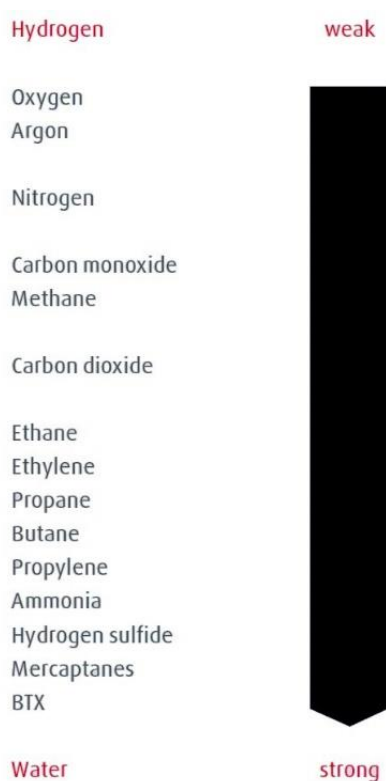 Hydrogen weak
Oxygen
Argon
Nitrogen
Carbon monoxide
Methane
Carbon dioxide
Ethane
Ethylene
Propane
Butane
Propylene
Ammonia
Hydrogen sulfide
Mercaptanes
BTX
Water strong